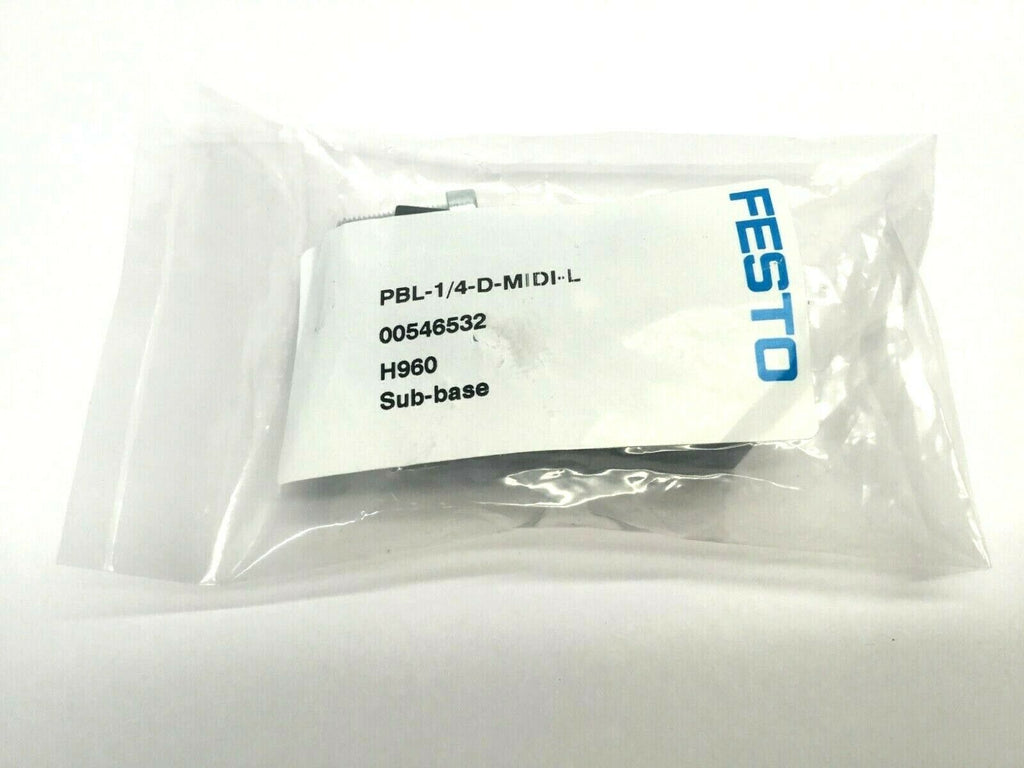 PBL-1/4-D-MIDI-L
00546532
H960
Sub-base
FESTO